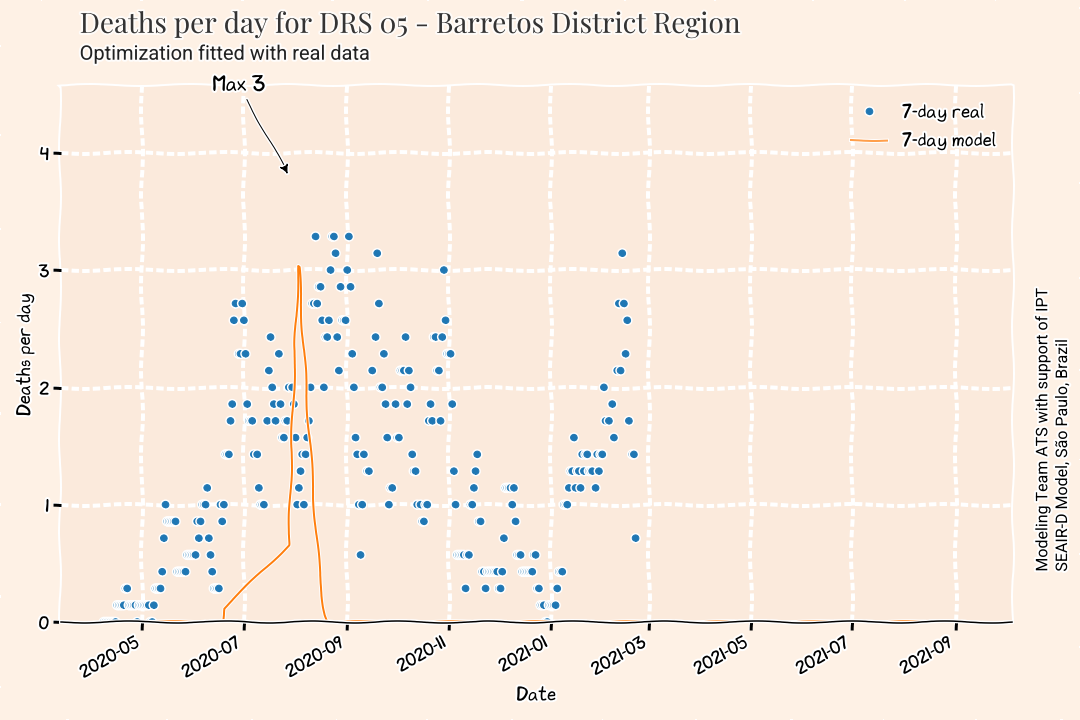 Deaths per day for DRS 05 - Barretos District Region
Optimization fitted with real data
Max 3
7-day real
7-day model
4
3
2
1
0
Deaths per day
2020-05
2020-07
2020-09
2020-11
2021-01
2021-03
2021-05
2021-07
2021-09
Date
Modeling Team ATS with support of IPT
SEAIR-D Model, São Paulo, Brazil